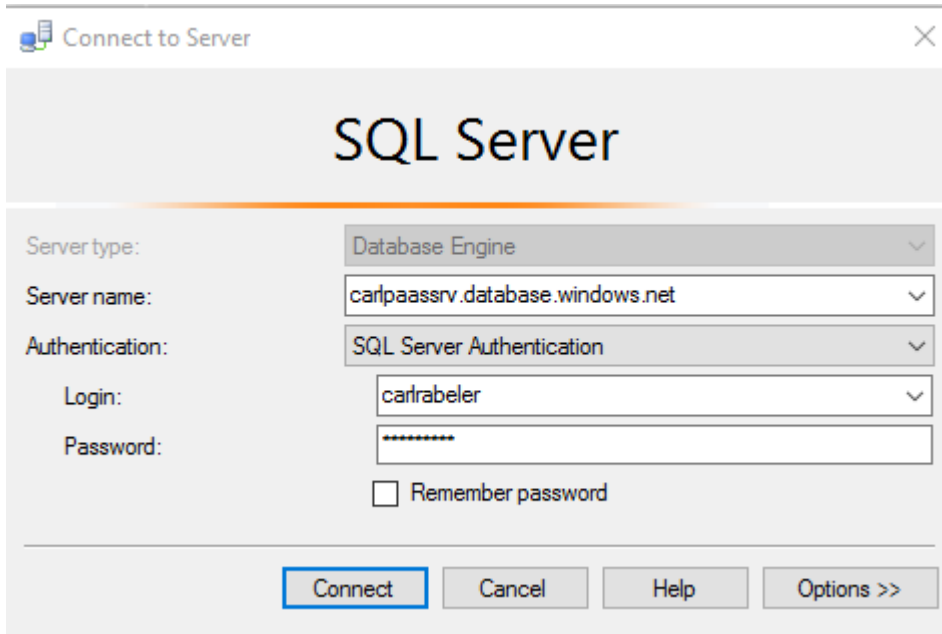 Connect to Server
SQL Server
Server type: Database Engine
Server name: carlpaassrv.database.windows.net
Authentication: SQL Server Authentication
Login: carlrabeler
Password: *********
Remember password
Connect Cancel Help Options >>